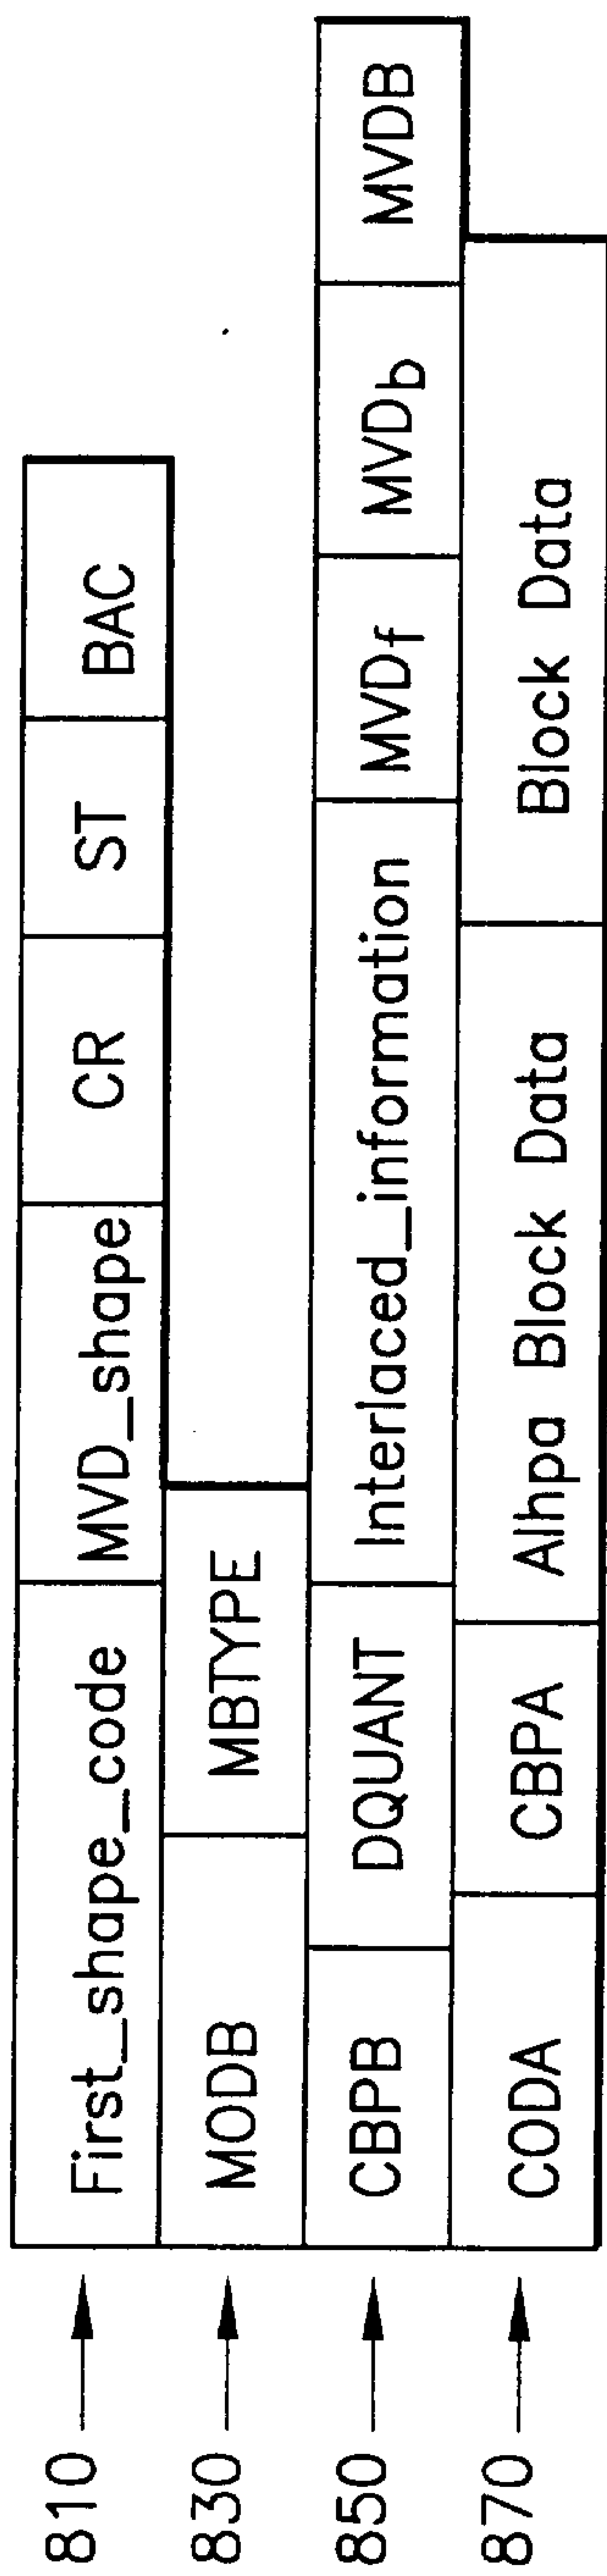 810 First_shape_code MVD_shape CR ST BAC
830 MODB MBTYPE
850 CBPB DQUANT Interlaced_information MVDf MVDb MVDB
870 CODA CBPA Alhpa Block Data Block Data